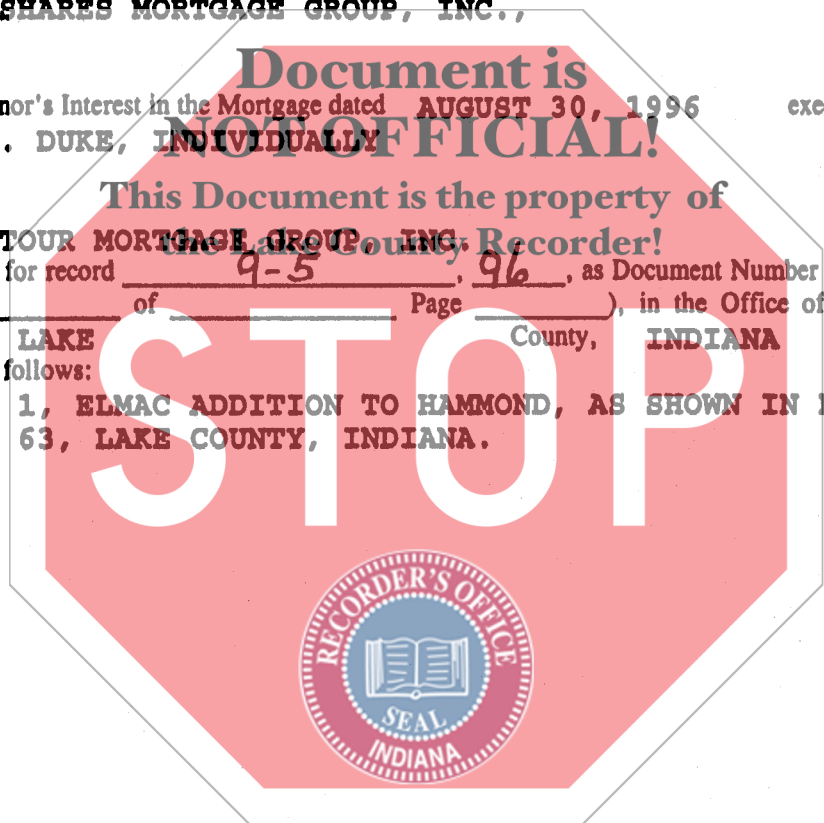 SHARES MORTGAGE GROUP, INC.,
Document is
nor's Interest in the Mortgage dated AUGUST 30, 1996 exe
NOT OFFICIAL!
. DUKE, INDIVIDUALLY
This Document is the property of
TOUR MORTGAGE GROUP, INC.
the Lake County Recorder!
for record 9-5, 96, as Document Number
of Page ), in the Office of
LAKE County, INDIANA
follows:
1, ELMAC ADDITION TO HAMMOND, AS SHOWN IN
63, LAKE COUNTY, INDIANA.
STOP
RECORDER'S OFFICE
SEAL
INDIANA